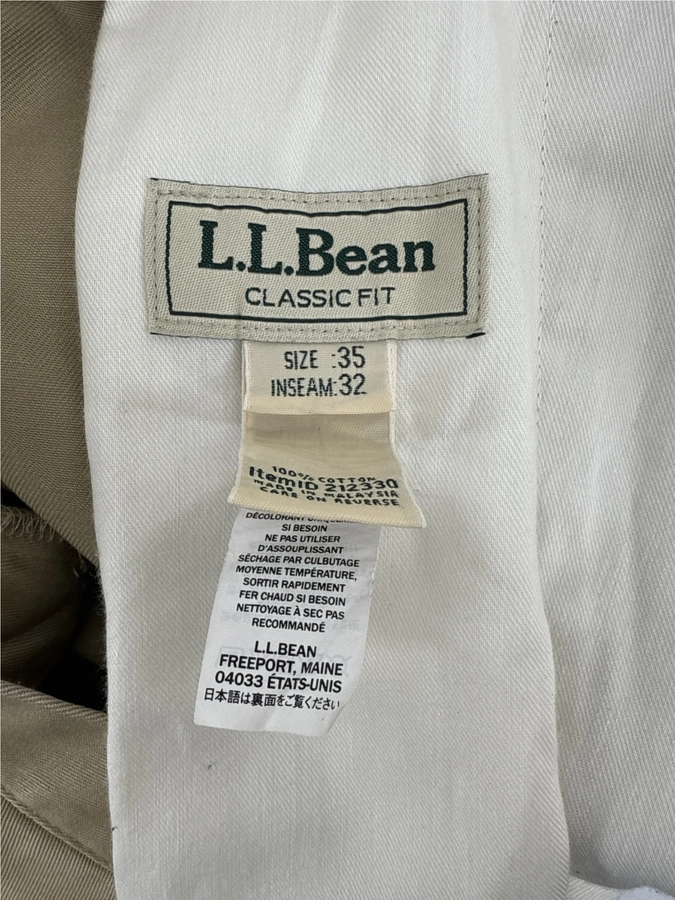 L.L.Bean
CLASSIC FIT
SIZE :35
INSEAM:32
100% COTTON
ItemID 212330
MADE IN MALAYSIA
CARE ON REVERSE
DÉCOLORANT
SI BESOIN
NE PAS UTILISER
D'ASSOUPLISSANT
SÉCHAGE PAR CULBUTAGE
MOYENNE TEMPÉRATURE,
SORTIR RAPIDEMENT
FER CHAUD SI BESOIN
NETTOYAGE À SEC PAS
RECOMMANDÉ
L.L.BEAN
FREEPORT, MAINE
04033 ÉTATS-UNIS
日本語は裏面をご覧ください